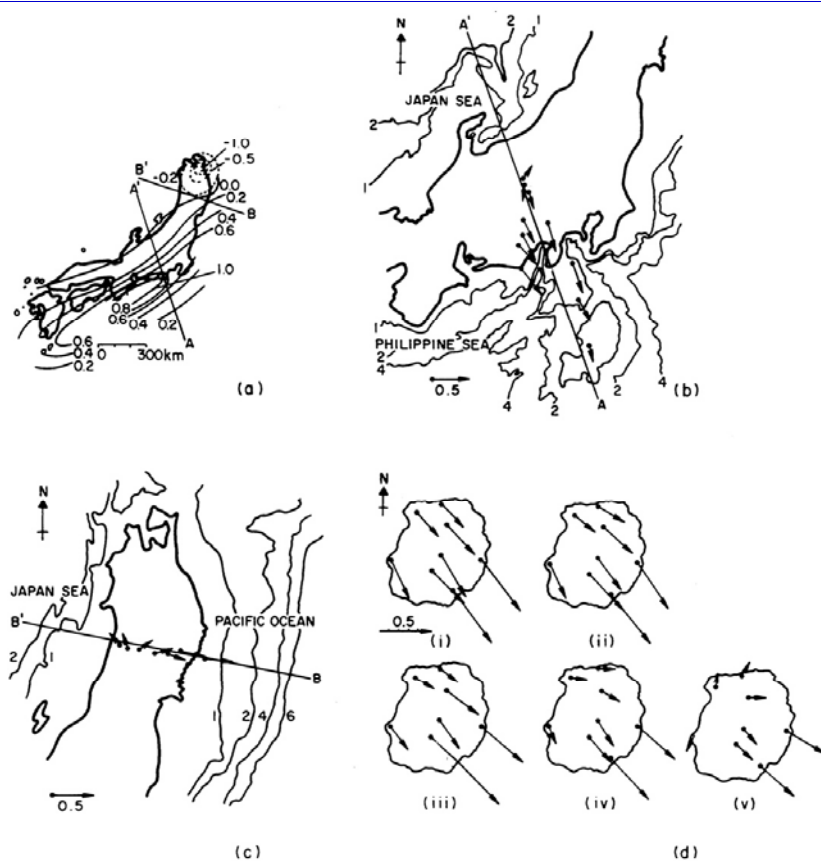 -1.0
-0.5
B' -0.2
A' 0.0
0.2
0.4 B
0.6
1.0
0.8
0.6
0.4
0.2
0.6
0.4
0.2
0 300km
A
(a)
N
A'
2 1
JAPAN SEA
2
1
1
PHILIPPINE SEA
2
4
0.5
4 2
A
2 4
(b)
N
JAPAN SEA
B'
PACIFIC OCEAN
2 1
B
1 2 4 6
0.5
(c)
N
0.5
(i) (ii)
(iii) (iv) (v)
(d)